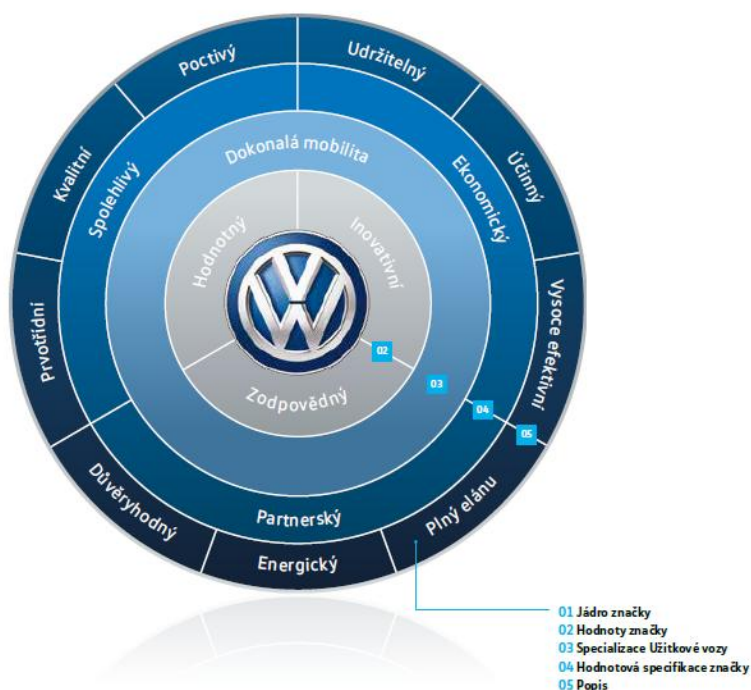 Poctivý
Udržitelný
Kvalitní
Účinný
Spolehlivý
Dokonalá mobilita
Ekonomický
Hodnotný
Inovativní
Prvotřídní
Vysoce efektivní
02
03
Zodpovědný
04
05
Důvěryhodný
Partnerský
Plný elánu
Energický
01 Jádro značky
02 Hodnoty značky
03 Specializace Užitkové vozy
04 Hodnotová specifikace značky
05 Popis